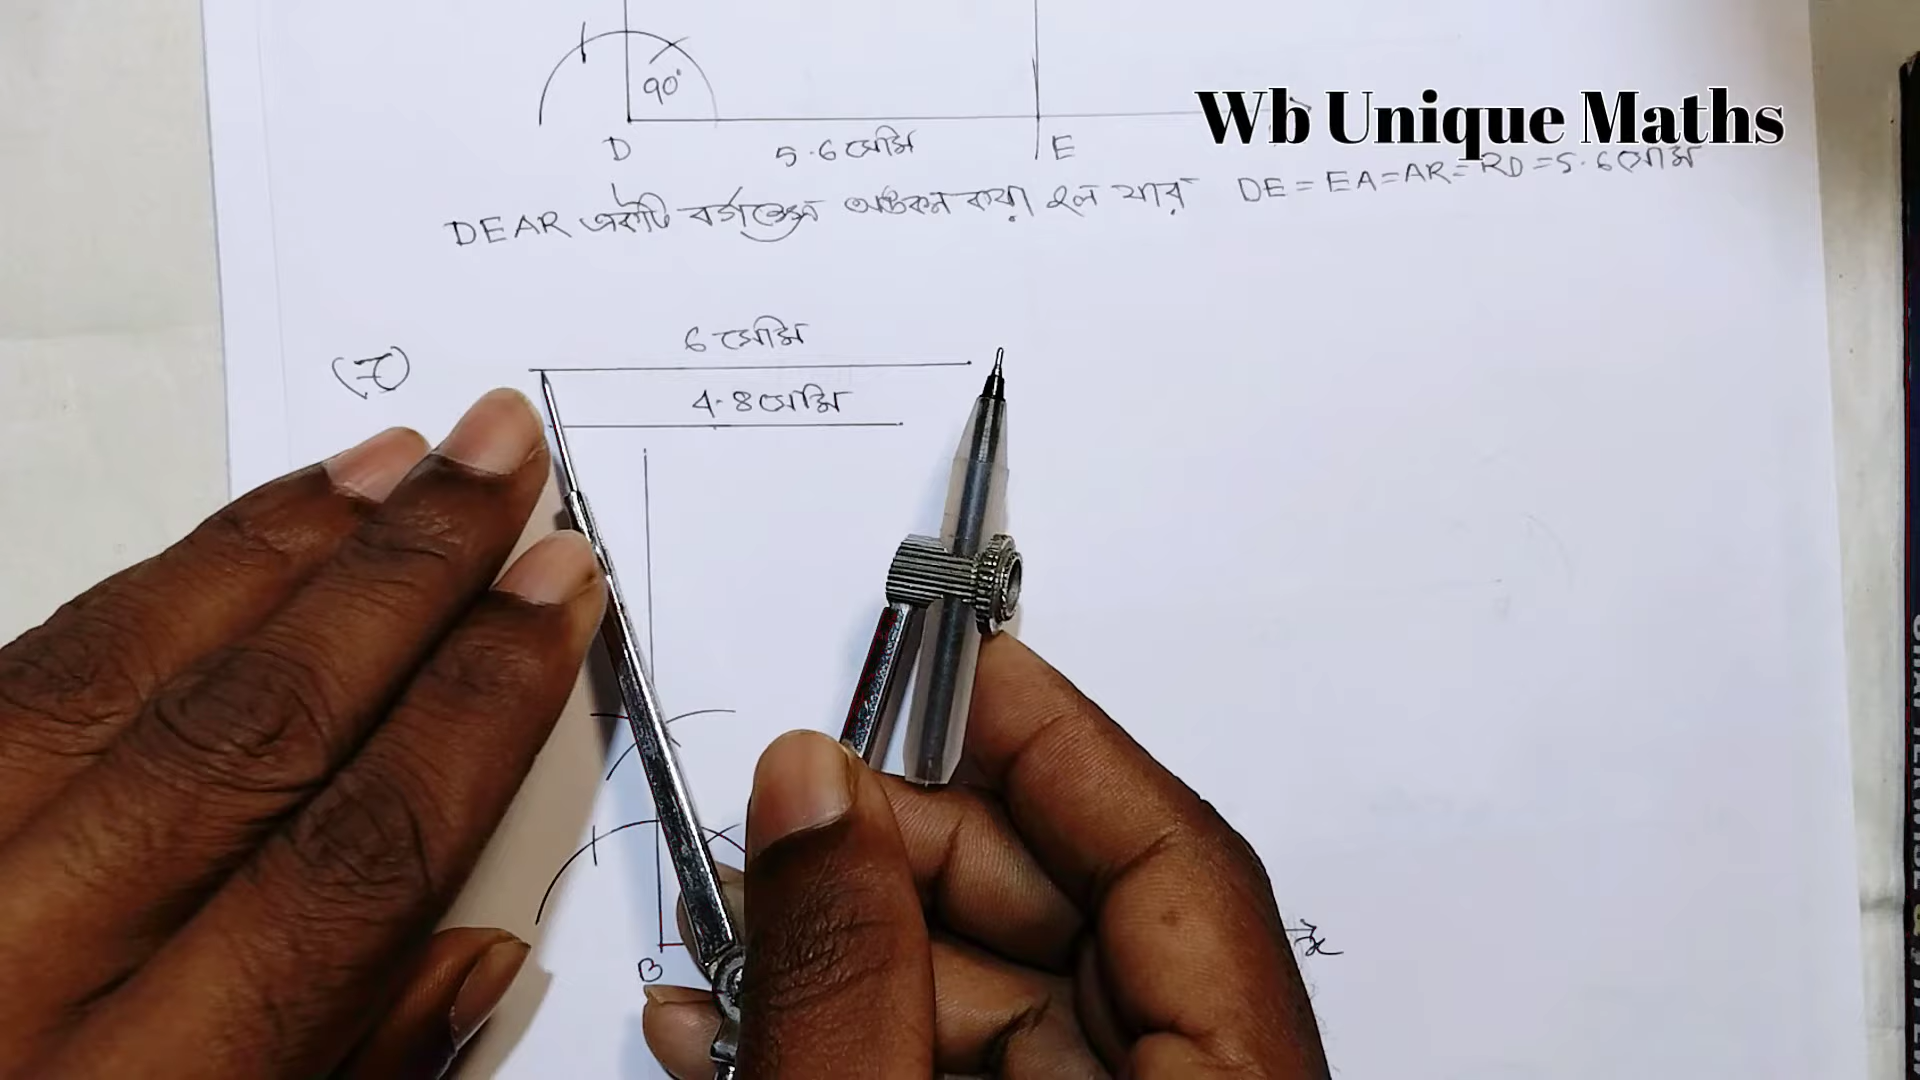 90°
Wb Unique Maths
D
5.6 সেমি
E
DEAR একটি বর্গক্ষেত্র অঙ্কন করা হল যার DE = EA = AR = RD = 5.6 সেমি
6 সেমি
4.8 সেমি
B
x